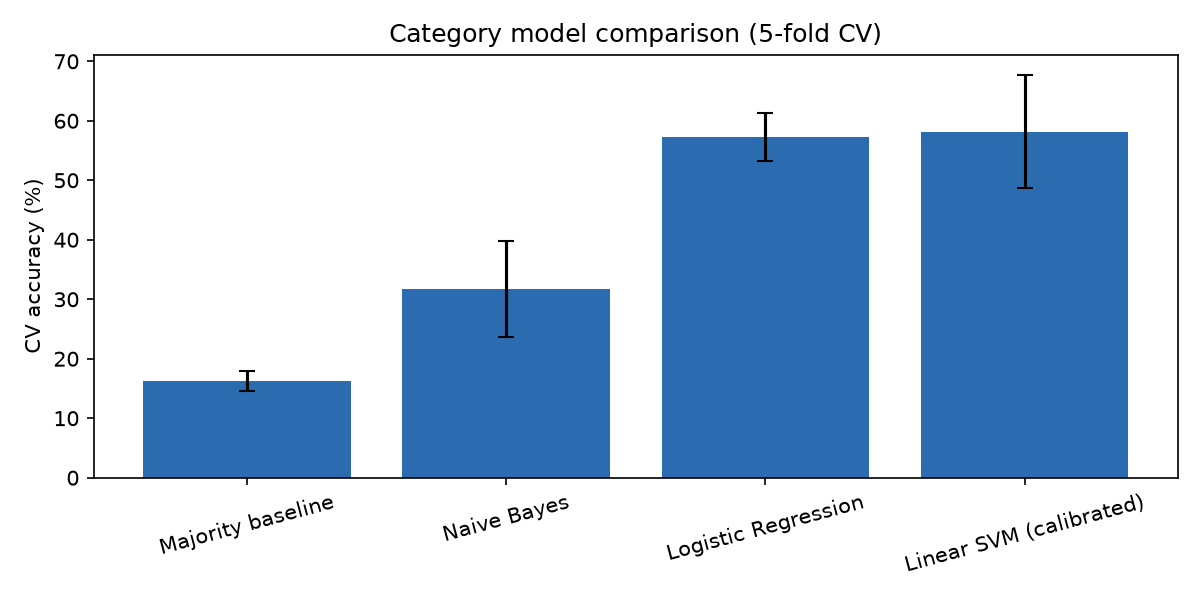 Category model comparison (5-fold CV)
CV accuracy (%)
70
60
50
40
30
20
10
0
Majority baseline
Naive Bayes
Logistic Regression
Linear SVM (calibrated)